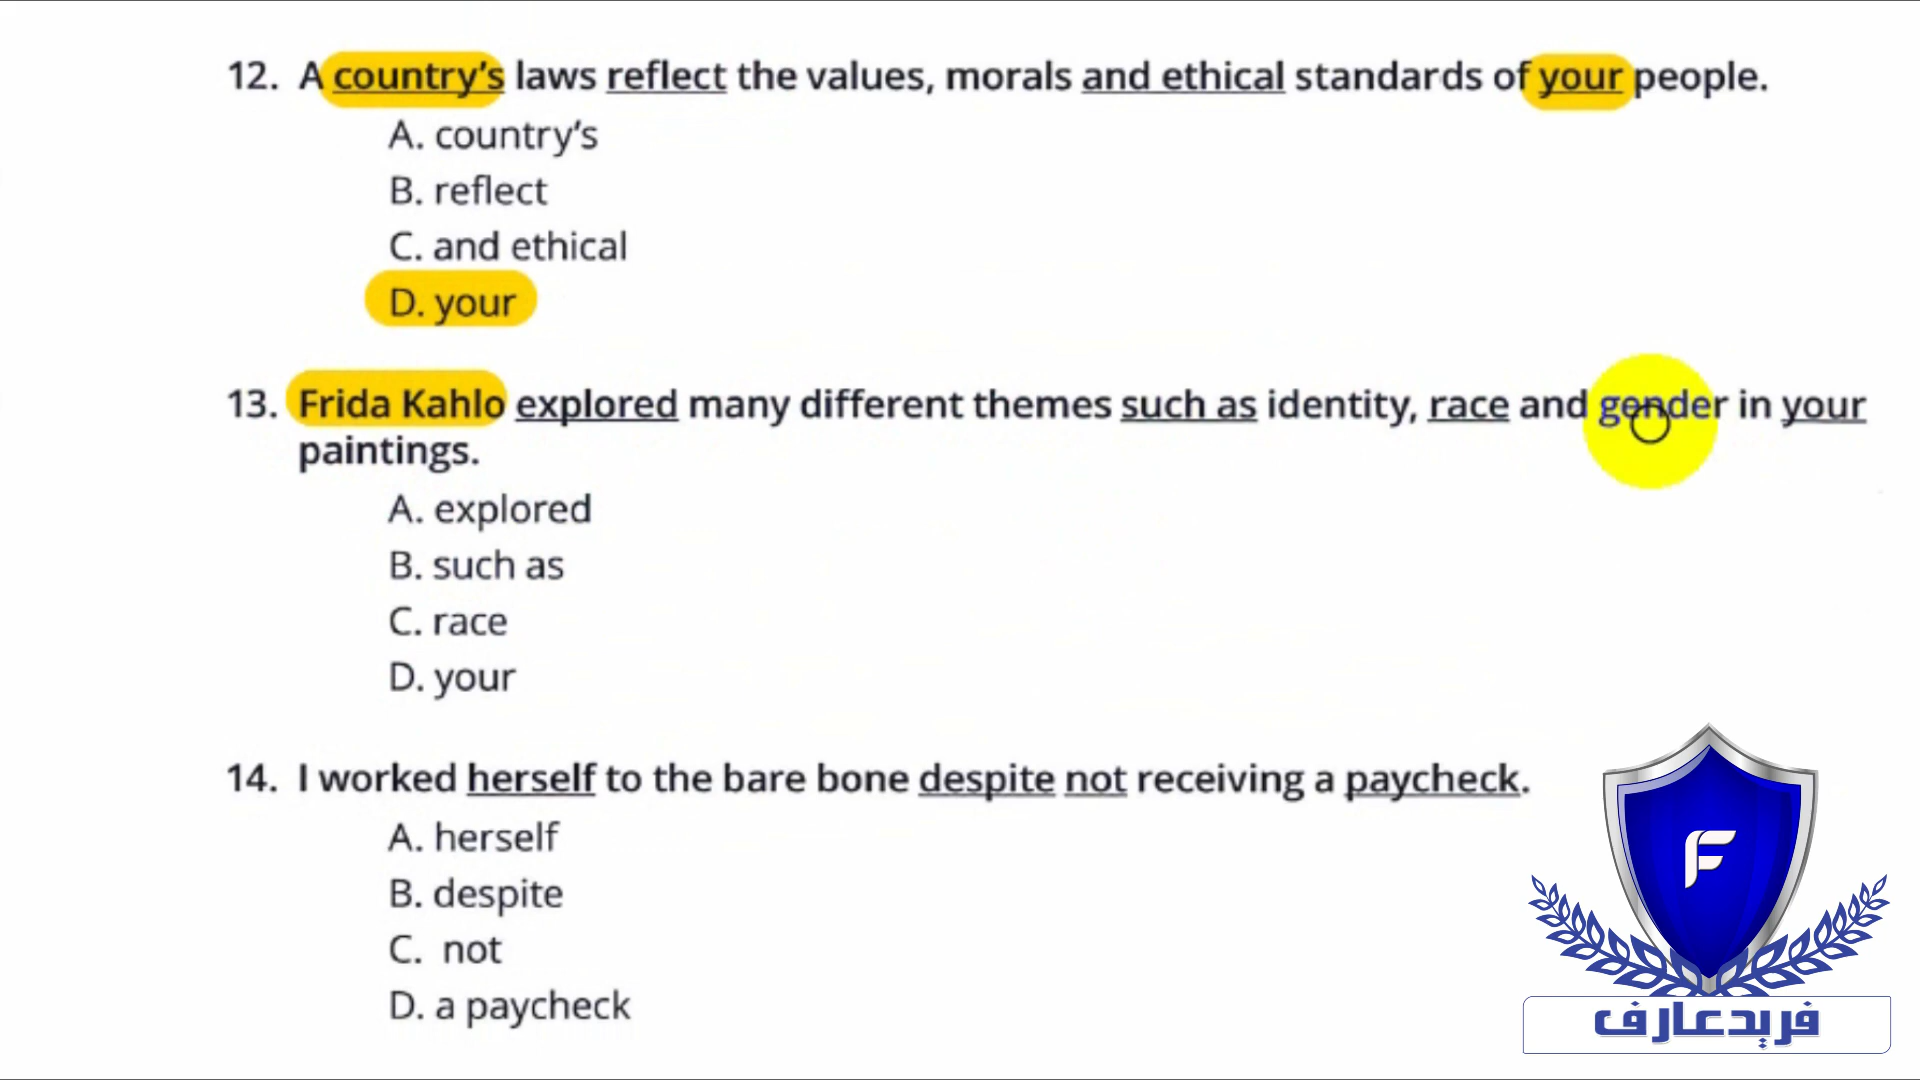 12. A country’s laws reflect the values, morals and ethical standards of your people.
A. country’s
B. reflect
C. and ethical
D. your
13. Frida Kahlo explored many different themes such as identity, race and gender in your
paintings.
A. explored
B. such as
C. race
D. your
14. I worked herself to the bare bone despite not receiving a paycheck.
A. herself
B. despite
C. not
D. a paycheck
F
فریدعارف